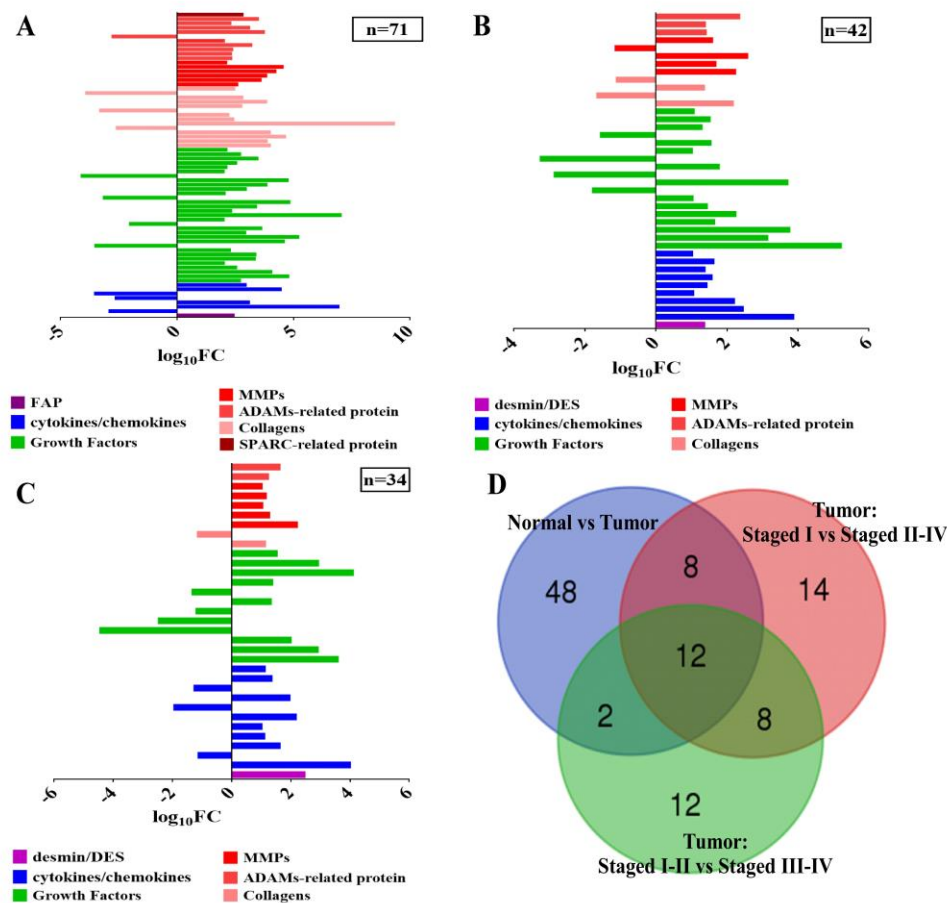 A
n=71
-5
0
5
10
log10FC
FAP
cytokines/chemokines
Growth Factors
MMPs
ADAMs-related protein
Collagens
SPARC-related protein
B
n=42
-4
-2
0
2
4
6
log10FC
desmin/DES
cytokines/chemokines
Growth Factors
MMPs
ADAMs-related protein
Collagens
C
n=34
-6
-4
-2
0
2
4
6
log10FC
desmin/DES
cytokines/chemokines
Growth Factors
MMPs
ADAMs-related protein
Collagens
D
Normal vs Tumor
Tumor:
Staged I vs Staged II-IV
48
8
14
12
2
8
12
Tumor:
Staged I-II vs Staged III-IV